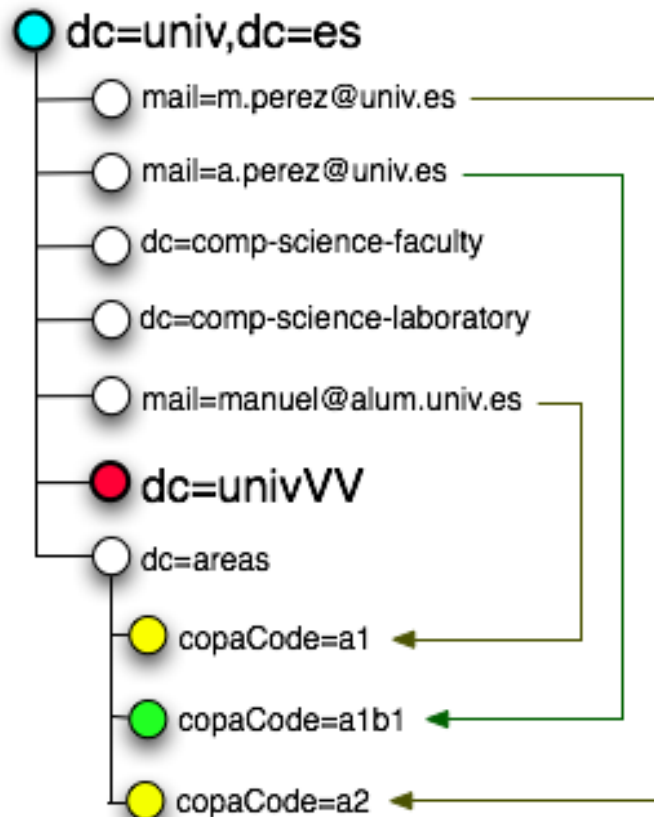 dc=univ,dc=es
mail=m.perez@univ.es
mail=a.perez@univ.es
dc=comp-science-faculty
dc=comp-science-laboratory
mail=manuel@alum.univ.es
dc=univVV
dc=areas
copaCode=a1
copaCode=a1b1
copaCode=a2